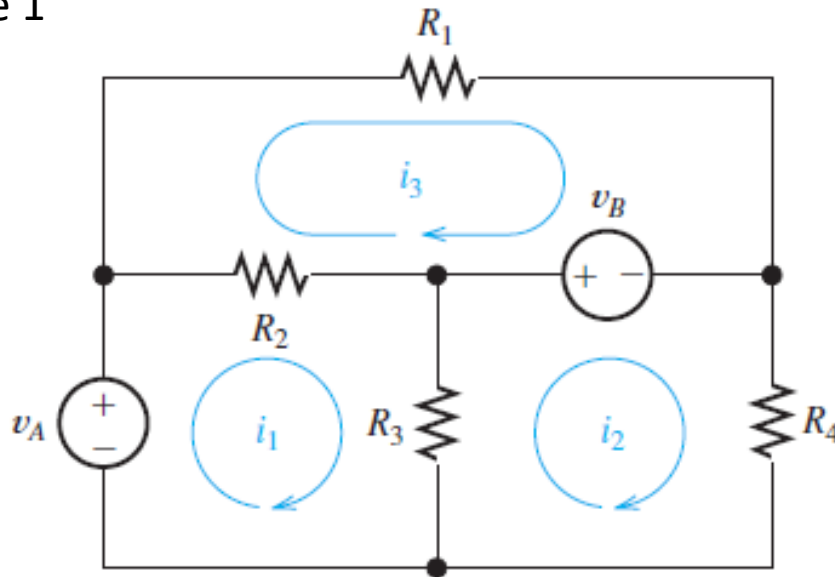 e 1
R1
i3
vB
+ −
R2
+
vA
−
i1
R3
i2
R4